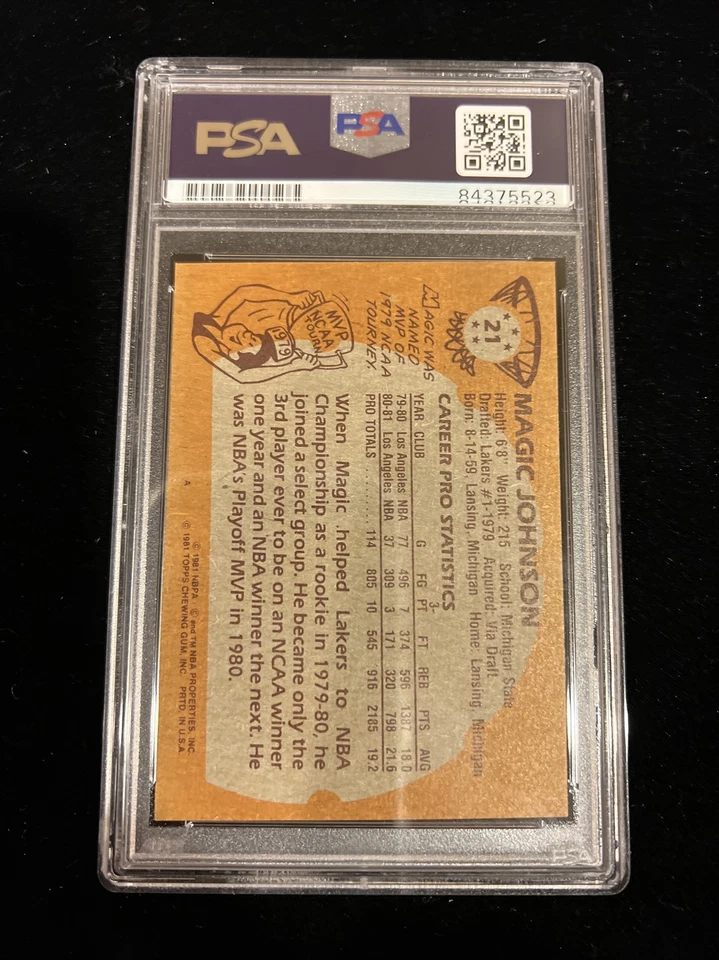 PSA
PSA
84375523
21
MAGIC JOHNSON
Height: 6'8" Weight: 215 School: Michigan State
Drafted: Lakers #1-1979 Acquired: Via Draft
Born: 8-14-59, Lansing, Michigan Home: Lansing, Michigan
MAGIC WAS
NAMED
MVP OF
1979 NCAA
TOURNEY.
MVP
NCAA
TOURN
1979
CAREER PRO STATISTICS
3-
YEAR CLUB G FG PT FT REB PTS AVG
79-80 Los Angeles NBA 77 496 7 374 596 1387 18.0
80-81 Los Angeles NBA 37 309 3 171 320 798 21.6
PRO TOTALS .......... 114 805 10 545 916 2185 19.2
When Magic helped Lakers to NBA
Championship as a rookie in 1979-80, he
joined a select group. He became only the
3rd player ever to be on an NCAA winner
one year and an NBA winner the next. He
was NBA's Playoff MVP in 1980.
A
© 1981 NBPA © and TM NBA PROPERTIES, INC.
© 1981 TOPPS CHEWING GUM, INC. PRTD. IN U.S.A.